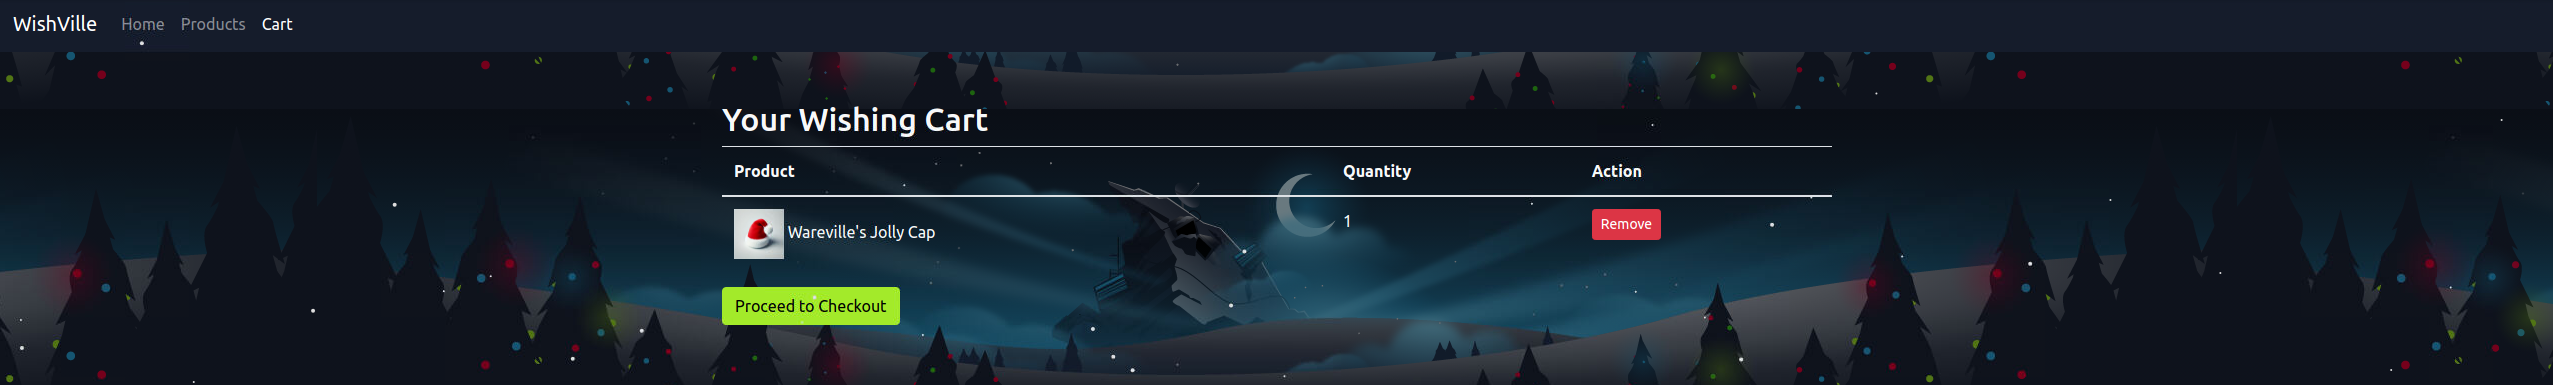 WishVille Home Products Cart
Your Wishing Cart
Product Quantity Action
Wareville's Jolly Cap 1 Remove
Proceed to Checkout